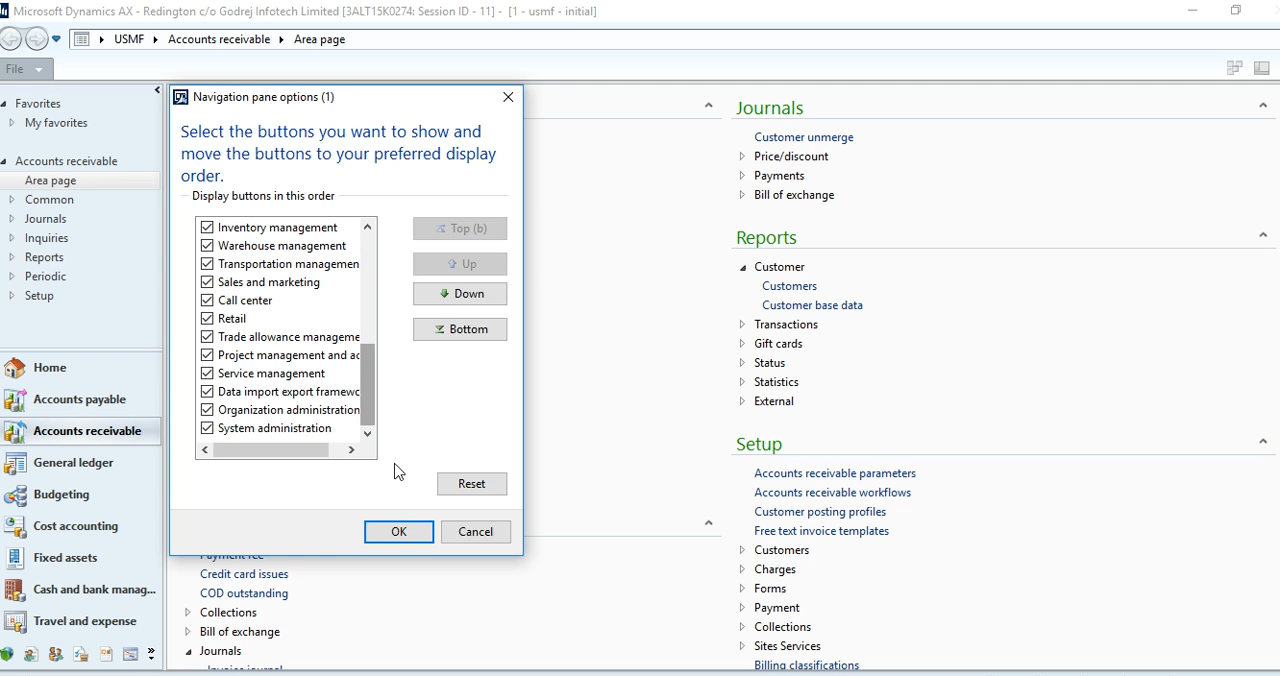 Microsoft Dynamics AX - Redington c/o Godrej Infotech Limited [3ALT15K0274: Session ID - 11] - [1 - usmf - initial]
USMF Accounts receivable Area page
File
Favorites
My favorites
Accounts receivable
Area page
Common
Journals
Inquiries
Reports
Periodic
Setup
Home
Accounts payable
Accounts receivable
General ledger
Budgeting
Cost accounting
Fixed assets
Cash and bank manag...
Travel and expense
Navigation pane options (1)
Select the buttons you want to show and
move the buttons to your preferred display
order.
Display buttons in this order
Inventory management
Warehouse management
Transportation managemen
Sales and marketing
Call center
Retail
Trade allowance manageme
Project management and ac
Service management
Data import export framewc
Organization administration
System administration
Top (b)
Up
Down
Bottom
Reset
OK
Cancel
Payment fee
Credit card issues
COD outstanding
Collections
Bill of exchange
Journals
Invoice journal
Journals
Customer unmerge
Price/discount
Payments
Bill of exchange
Reports
Customer
Customers
Customer base data
Transactions
Gift cards
Status
Statistics
External
Setup
Accounts receivable parameters
Accounts receivable workflows
Customer posting profiles
Free text invoice templates
Customers
Charges
Forms
Payment
Collections
Sites Services
Billing classifications